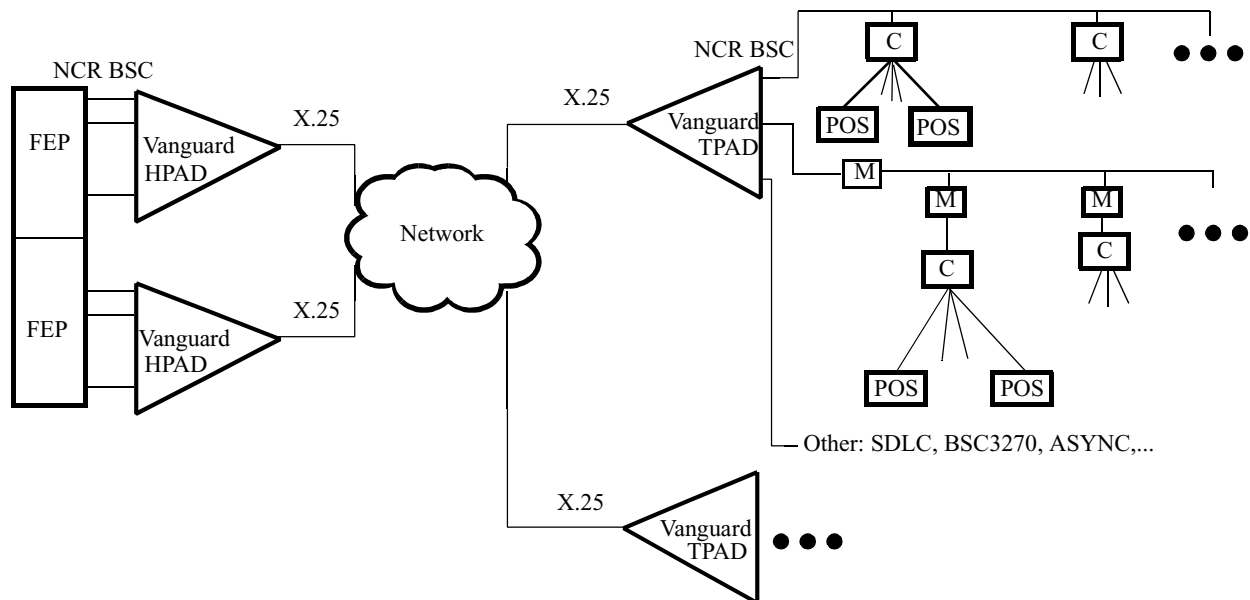 NCR BSC
FEP
Vanguard
HPAD
X.25
FEP
Vanguard
HPAD
X.25
Network
X.25
NCR BSC
Vanguard
TPAD
C
C
POS
POS
M
M
M
C
C
POS
POS
Other: SDLC, BSC3270, ASYNC,...
X.25
Vanguard
TPAD